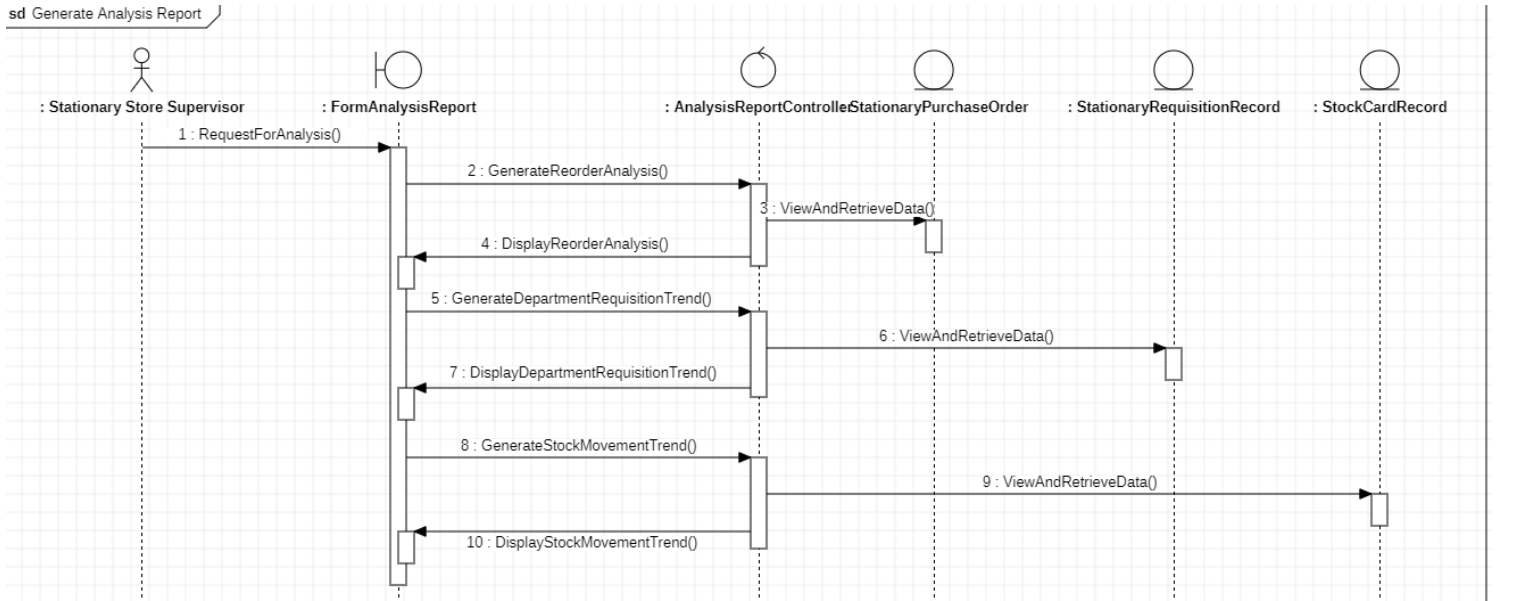 sd Generate Analysis Report
: Stationary Store Supervisor
: FormAnalysisReport
: AnalysisReportController
StationaryPurchaseOrder
: StationaryRequisitionRecord
: StockCardRecord
1 : RequestForAnalysis()
2 : GenerateReorderAnalysis()
3 : ViewAndRetrieveData()
4 : DisplayReorderAnalysis()
5 : GenerateDepartmentRequisitionTrend()
6 : ViewAndRetrieveData()
7 : DisplayDepartmentRequisitionTrend()
8 : GenerateStockMovementTrend()
9 : ViewAndRetrieveData()
10 : DisplayStockMovementTrend()